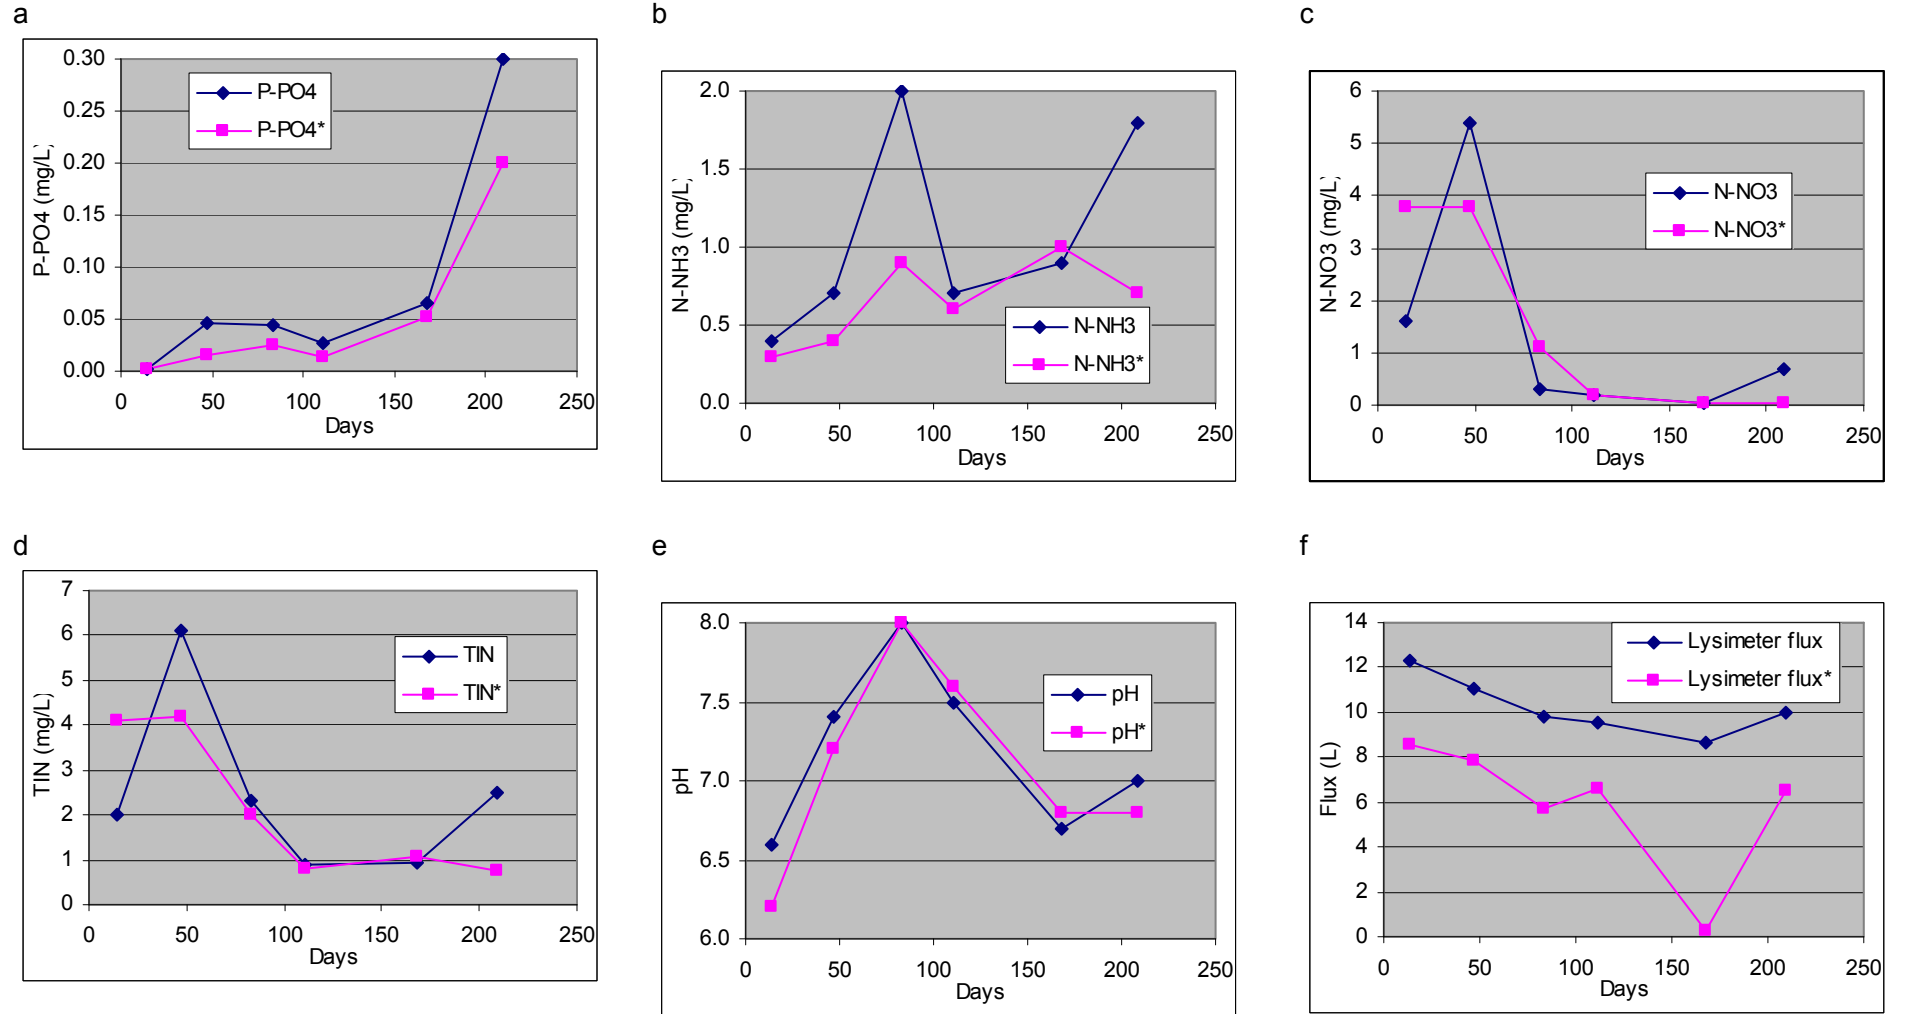 a
P-PO4 (mg/L)
0.30
0.25
0.20
0.15
0.10
0.05
0.00
P-PO4
P-PO4*
0 50 100 150 200 250
Days
b
N-NH3 (mg/L)
2.0
1.5
1.0
0.5
0.0
N-NH3
N-NH3*
0 50 100 150 200 250
Days
c
N-NO3 (mg/L)
6
5
4
3
2
1
0
N-NO3
N-NO3*
0 50 100 150 200 250
Days
d
TIN (mg/L)
7
6
5
4
3
2
1
0
TIN
TIN*
0 50 100 150 200 250
Days
e
pH
8.0
7.5
7.0
6.5
6.0
pH
pH*
0 50 100 150 200 250
Days
f
Flux (L)
14
12
10
8
6
4
2
0
Lysimeter flux
Lysimeter flux*
0 50 100 150 200 250
Days